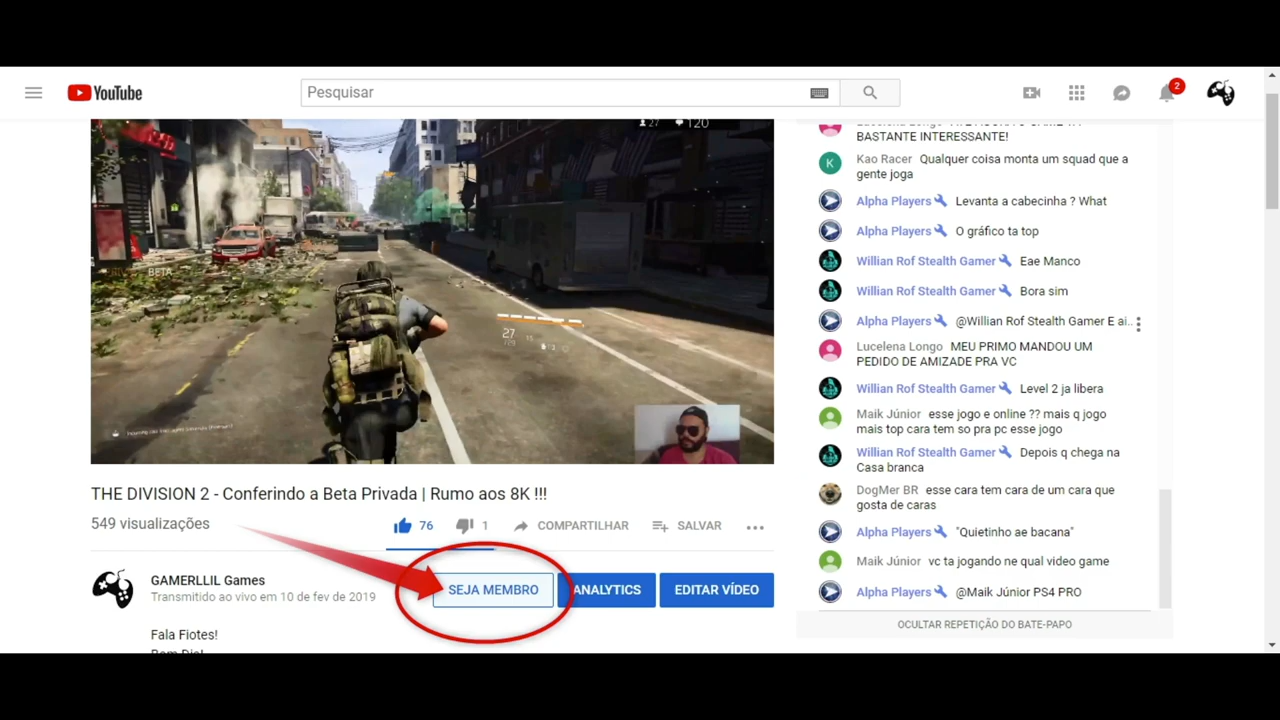 YouTube
Pesquisar
2
27
120
BETA
27
THE DIVISION 2 - Conferindo a Beta Privada | Rumo aos 8K !!!
549 visualizações
76
1
COMPARTILHAR
SALVAR
GAMERLLIL Games
Transmitido ao vivo em 10 de fev de 2019
SEJA MEMBRO
ANALYTICS
EDITAR VÍDEO
Fala Fiotes!
Bom Dia!
BASTANTE INTERESSANTE!
K
Kao Racer Qualquer coisa monta um squad que a
gente joga
Alpha Players Levanta a cabecinha ? What
Alpha Players O gráfico ta top
Willian Rof Stealth Gamer Eae Manco
Willian Rof Stealth Gamer Bora sim
Alpha Players @Willian Rof Stealth Gamer E ai...
Lucelena Longo MEU PRIMO MANDOU UM
PEDIDO DE AMIZADE PRA VC
Willian Rof Stealth Gamer Level 2 ja libera
Maik Júnior esse jogo e online ?? mais q jogo
mais top cara tem so pra pc esse jogo
Willian Rof Stealth Gamer Depois q chega na
Casa branca
DogMer BR esse cara tem cara de um cara que
gosta de caras
Alpha Players "Quietinho ae bacana"
Maik Júnior vc ta jogando ne qual video game
Alpha Players @Maik Júnior PS4 PRO
OCULTAR REPETIÇÃO DO BATE-PAPO